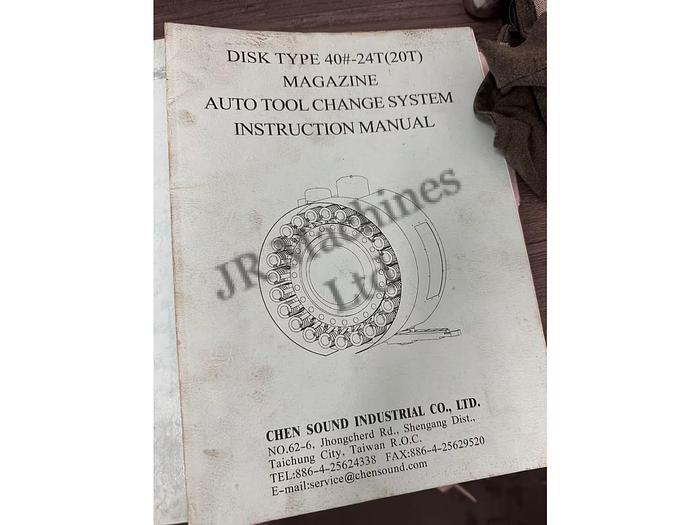 DISK TYPE 40#-24T(20T)
MAGAZINE
AUTO TOOL CHANGE SYSTEM
INSTRUCTION MANUAL
JR Machines
Ltd
CHEN SOUND INDUSTRIAL CO., LTD.
NO.62-6, Jhongcherd Rd., Shengang Dist.,
Taichung City, Taiwan R.O.C.
TEL:886-4-25624338 FAX:886-4-25629520
E-mail:service@chensound.com